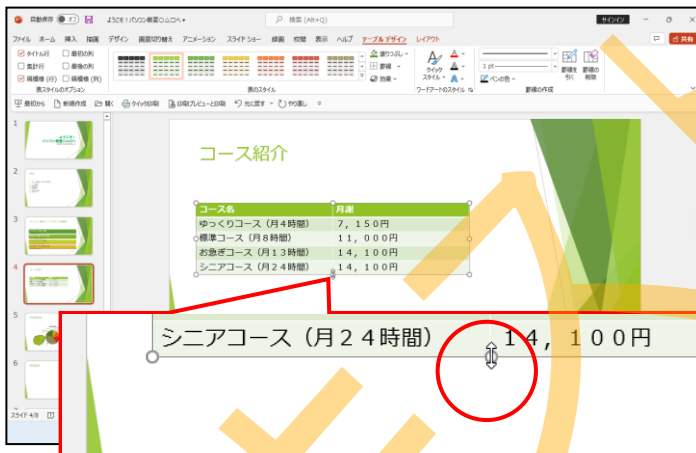 自動保存 オフ ようこそ！パソコン教室○△□へ 検索 (Alt+Q) サインイン
ファイル ホーム 挿入 描画 デザイン 画面切り替え アニメーション スライド ショー 録画 校閲 表示 ヘルプ テーブル デザイン レイアウト 共有
タイトル行 最初の列
集計行 最後の列
縞模様 (行) 縞模様 (列)
塗りつぶし
罫線
効果
クイック
スタイル
1 pt
ペンの色
罫線を
引く
罫線の
削除
表スタイルのオプション 表のスタイル ワードアートのスタイル 罫線の作成
最初から 新規作成 開く クイック印刷 印刷プレビューと印刷 元に戻す やり直し
1
2
3
4
5
6
コース紹介
コース名 月謝
ゆっくりコース（月４時間） ７，１５０円
標準コース（月８時間） １１，０００円
お急ぎコース（月１３時間） １４，１００円
シニアコース（月２４時間） １４，１００円
シニアコース（月２４時間） １４，１００円
スライド 4/8